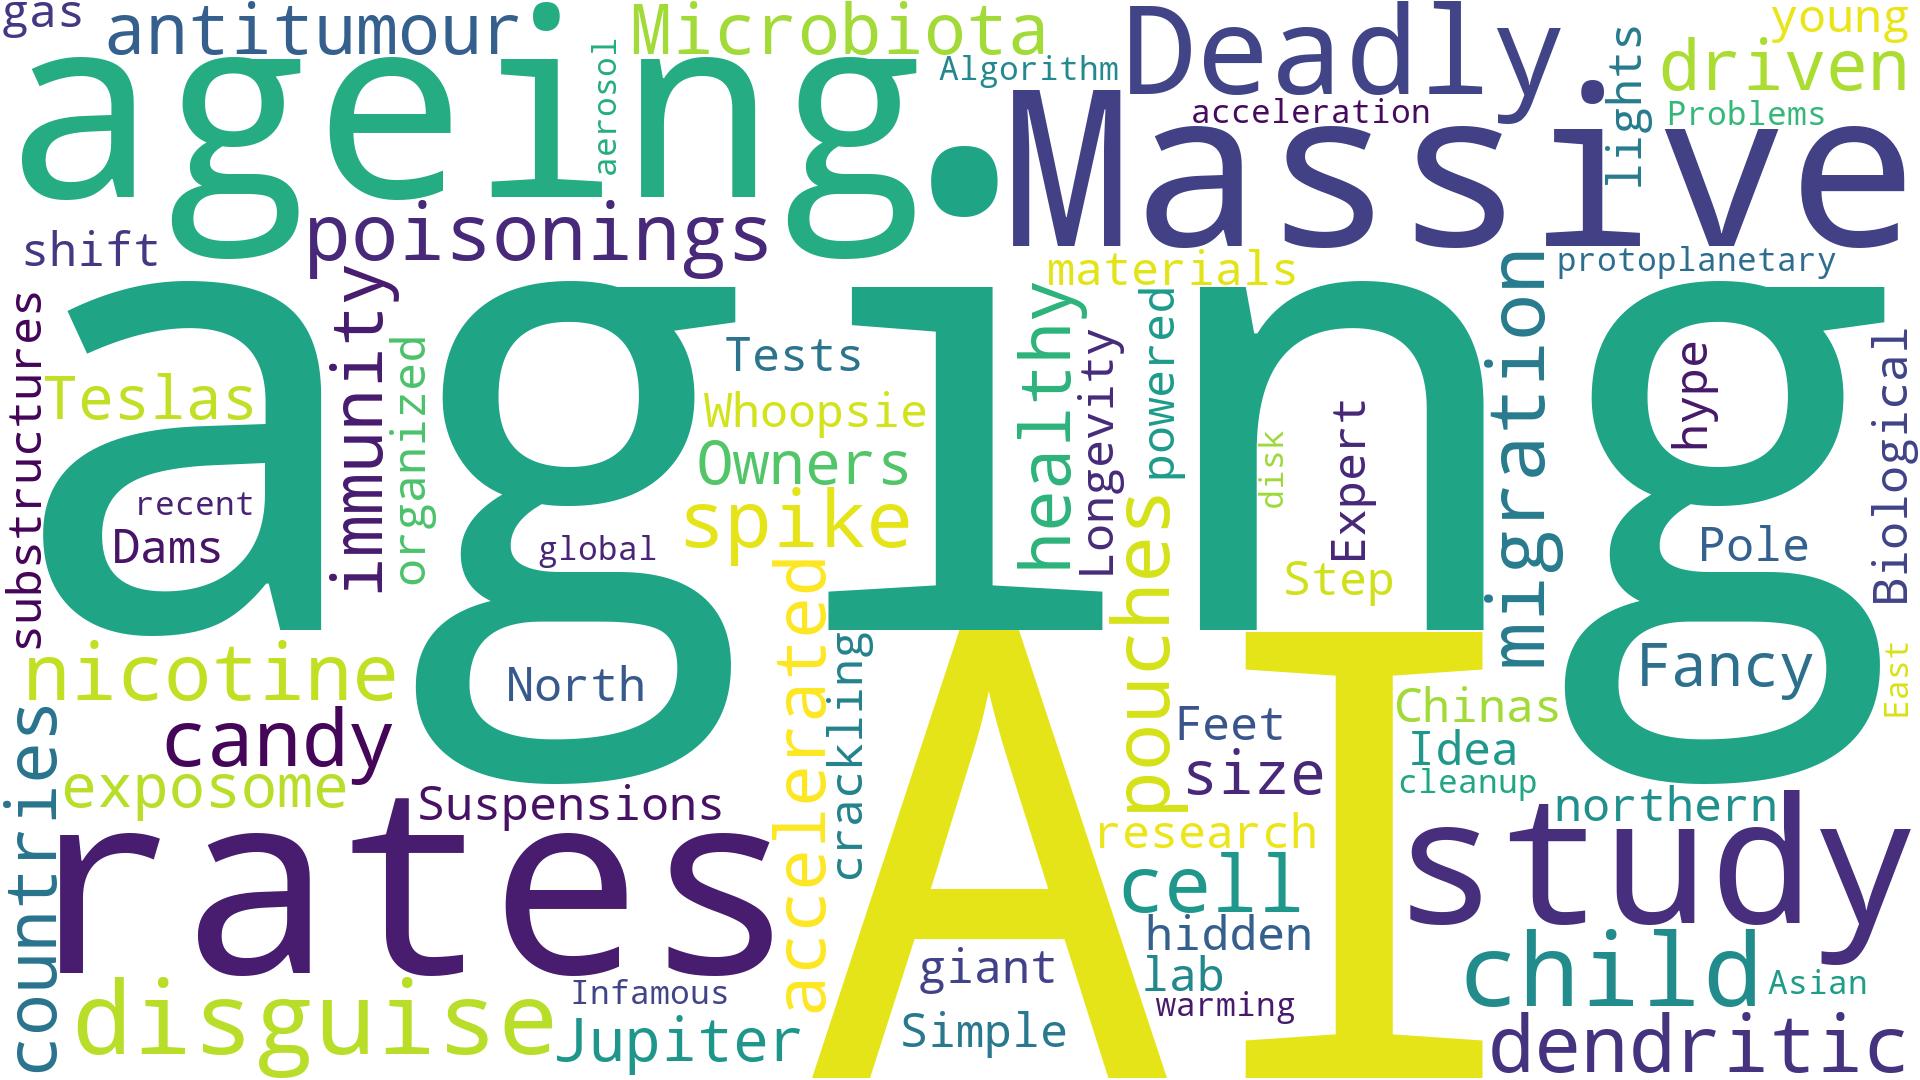 gas
antitumour
Microbiota
Deadly
young
ageing
aerosol
Algorithm
lights
driven
acceleration
Problems
Massive
shift
poisonings
materials
protoplanetary
substructures
immunity
organized
aging
Tests
healthy
Longevity
powered
migration
hype
Biological
Teslas
Whoopsie
Owners
disk
Expert
recent
spike
Dams
global
Step
Pole
pouches
accelerated
nicotine
North
crackling
AI
Fancy
East
countries
candy
Chinas
Feet
Idea
exposome
size
cleanup
Suspensions
northern
rates
research
study
cell
hidden
giant
lab
child
Asian
disguise
Infamous
warming
Jupiter
Simple
dendritic